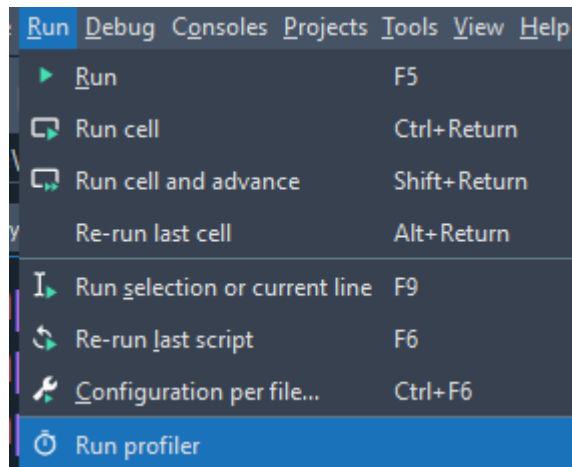 Run Debug Consoles Projects Tools View Help
Run F5
Run cell Ctrl+Return
Run cell and advance Shift+Return
Re-run last cell Alt+Return
Run selection or current line F9
Re-run last script F6
Configuration per file... Ctrl+F6
Run profiler